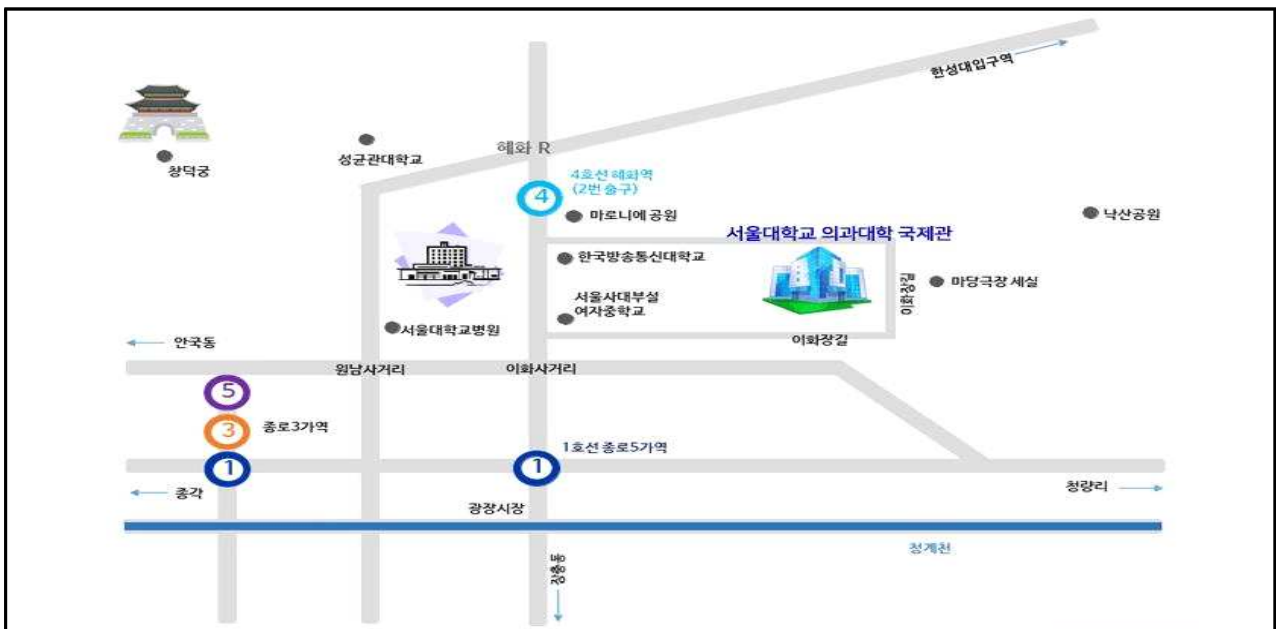 한성대입구역
창덕궁
성균관대학교
혜화 R
4호선 혜화역
(2번 출구)
4
마로니에 공원
낙산공원
서울대학교 의과대학 국제관
한국방송통신대학교
이화장길
마당극장 세실
서울사대부설
여자중학교
서울대학교병원
이화장길
안국동
원남사거리
이화사거리
5
3
종로3가역
1
1호선 종로5가역
1
종각
청량리
광장시장
청계천
장충동